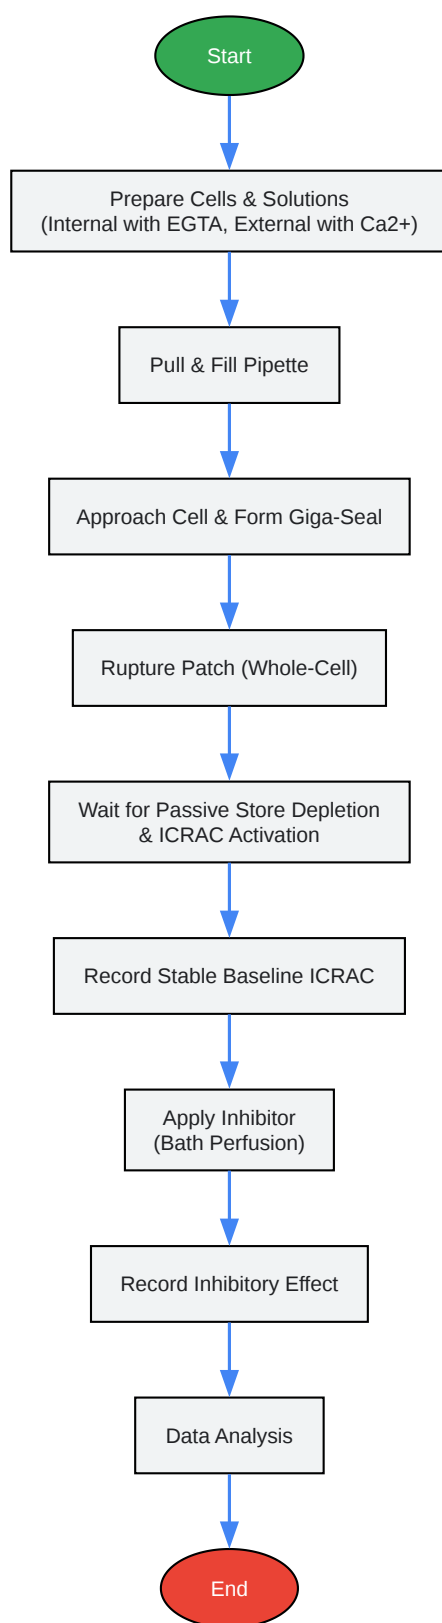 Start
Prepare Cells & Solutions
(Internal with EGTA, External with Ca2+)
Pull & Fill Pipette
Approach Cell & Form Giga-Seal
Rupture Patch (Whole-Cell)
Wait for Passive Store Depletion
& ICRAC Activation
Record Stable Baseline ICRAC
Apply Inhibitor
(Bath Perfusion)
Record Inhibitory Effect
Data Analysis
End